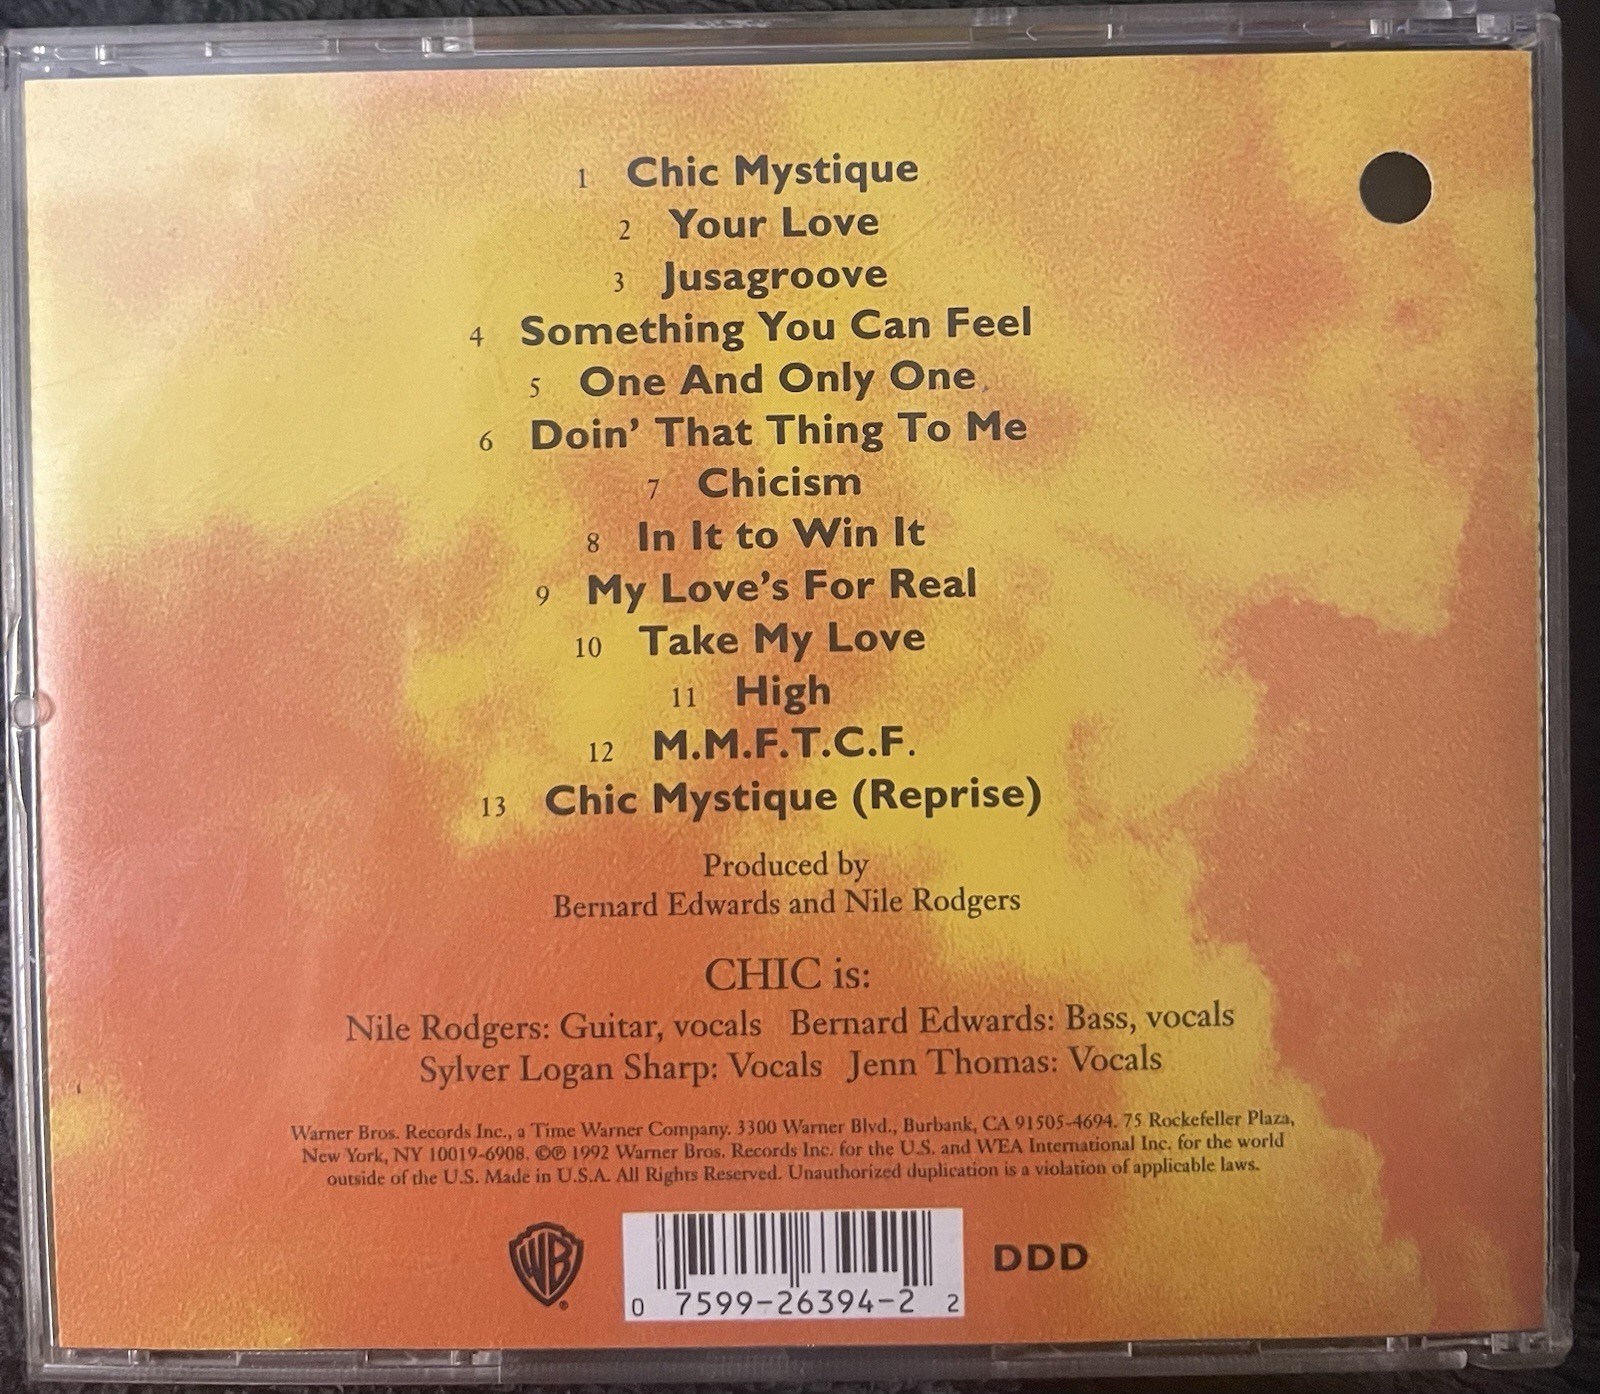 1 Chic Mystique
2 Your Love
3 Jusagroove
4 Something You Can Feel
5 One And Only One
6 Doin' That Thing To Me
7 Chicism
8 In It to Win It
9 My Love's For Real
10 Take My Love
11 High
12 M.M.F.T.C.F.
13 Chic Mystique (Reprise)
Produced by
Bernard Edwards and Nile Rodgers
CHIC is:
Nile Rodgers: Guitar, vocals Bernard Edwards: Bass, vocals
Sylver Logan Sharp: Vocals Jenn Thomas: Vocals
Warner Bros. Records Inc., a Time Warner Company. 3300 Warner Blvd., Burbank, CA 91505-4694. 75 Rockefeller Plaza,
New York, NY 10019-6908. ©℗ 1992 Warner Bros. Records Inc. for the U.S. and WEA International Inc. for the world
outside of the U.S. Made in U.S.A. All Rights Reserved. Unauthorized duplication is a violation of applicable laws.
WB ®
0 7599-26394-2 2
DDD